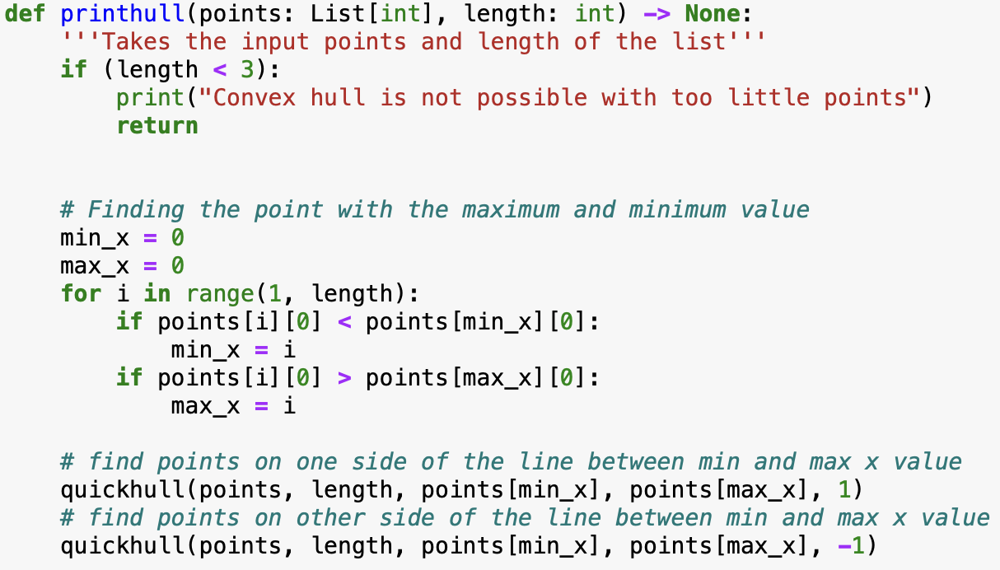 def printhull(points: List[int], length: int) -> None:
    '''Takes the input points and length of the list'''
    if (length < 3):
        print("Convex hull is not possible with too little points")
        return


    # Finding the point with the maximum and minimum value
    min_x = 0
    max_x = 0
    for i in range(1, length):
        if points[i][0] < points[min_x][0]:
            min_x = i
        if points[i][0] > points[max_x][0]:
            max_x = i

    # find points on one side of the line between min and max x value
    quickhull(points, length, points[min_x], points[max_x], 1)
    # find points on other side of the line between min and max x value
    quickhull(points, length, points[min_x], points[max_x], -1)